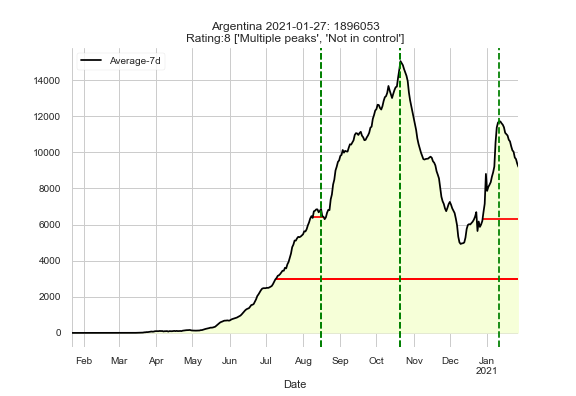 Argentina 2021-01-27: 1896053
Rating:8 ['Multiple peaks', 'Not in control']
Average-7d
14000
12000
10000
8000
6000
4000
2000
0
Feb Mar Apr May Jun Jul Aug Sep Oct Nov Dec Jan
2021
Date